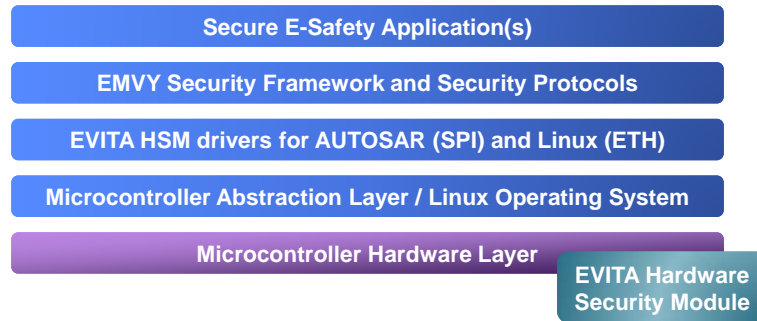 Secure E-Safety Application(s)
EMVY Security Framework and Security Protocols
EVITA HSM drivers for AUTOSAR (SPI) and Linux (ETH)
Microcontroller Abstraction Layer / Linux Operating System
Microcontroller Hardware Layer
EVITA Hardware
Security Module